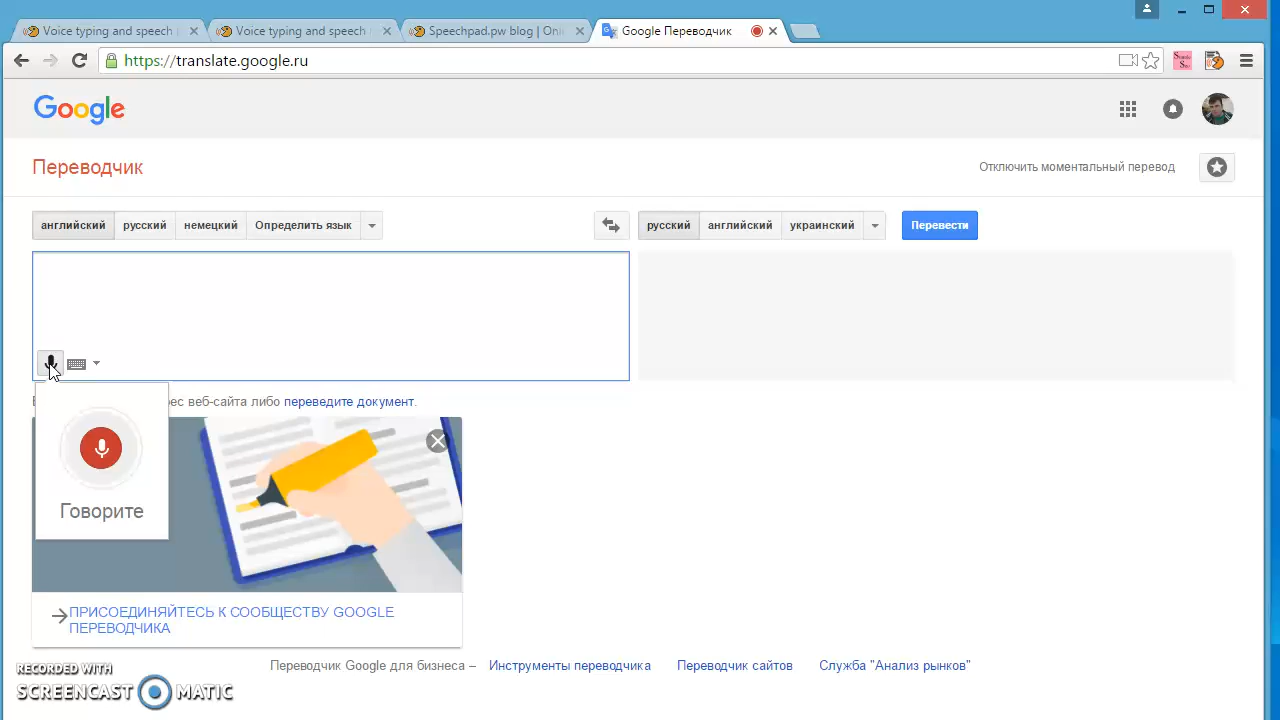 Voice typing and speech
Voice typing and speech
Speechpad.pw blog | Onli
Google Переводчик
https://translate.google.ru
Google
Переводчик
Отключить моментальный перевод
английский русский немецкий Определить язык
русский английский украинский Перевести
ес веб-сайта либо переведите документ.
Говорите
ПРИСОЕДИНЯЙТЕСЬ К СООБЩЕСТВУ GOOGLE
ПЕРЕВОДЧИКА
Переводчик Google для бизнеса – Инструменты переводчика Переводчик сайтов Служба "Анализ рынков"
RECORDED WITH
SCREENCAST MATIC